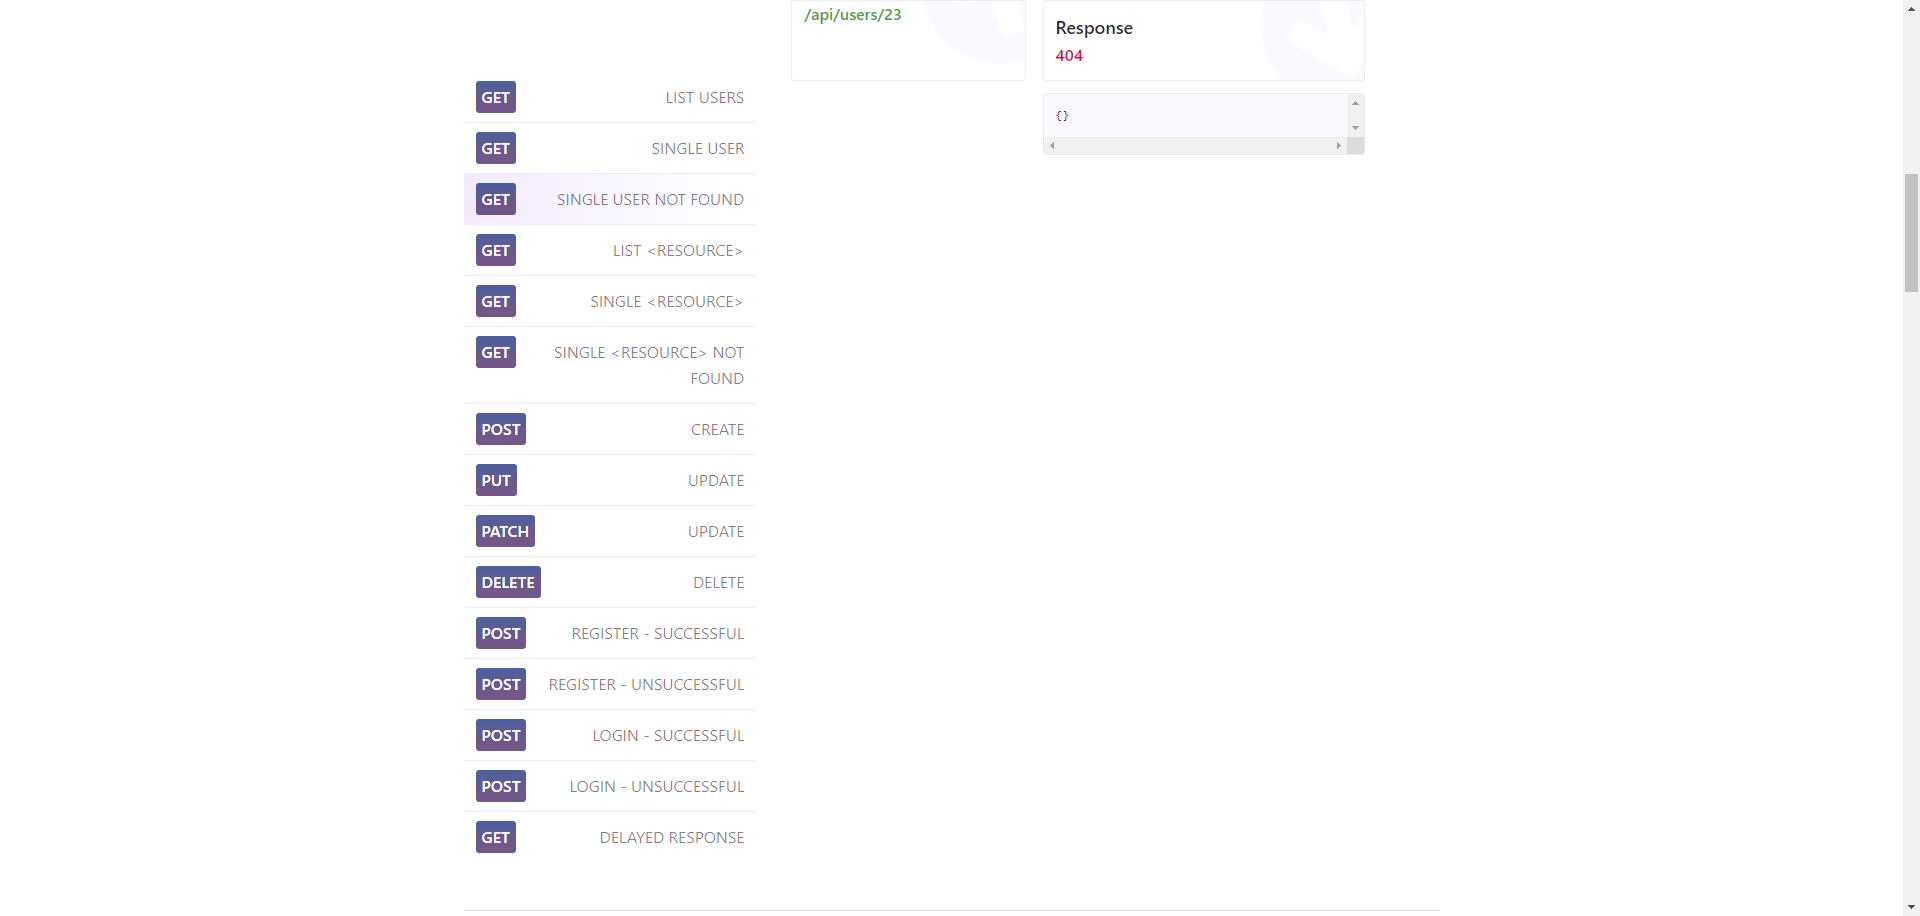 /api/users/23
Response
404
{}
GET LIST USERS
GET SINGLE USER
GET SINGLE USER NOT FOUND
GET LIST <RESOURCE>
GET SINGLE <RESOURCE>
GET SINGLE <RESOURCE> NOT
FOUND
POST CREATE
PUT UPDATE
PATCH UPDATE
DELETE DELETE
POST REGISTER - SUCCESSFUL
POST REGISTER - UNSUCCESSFUL
POST LOGIN - SUCCESSFUL
POST LOGIN - UNSUCCESSFUL
GET DELAYED RESPONSE